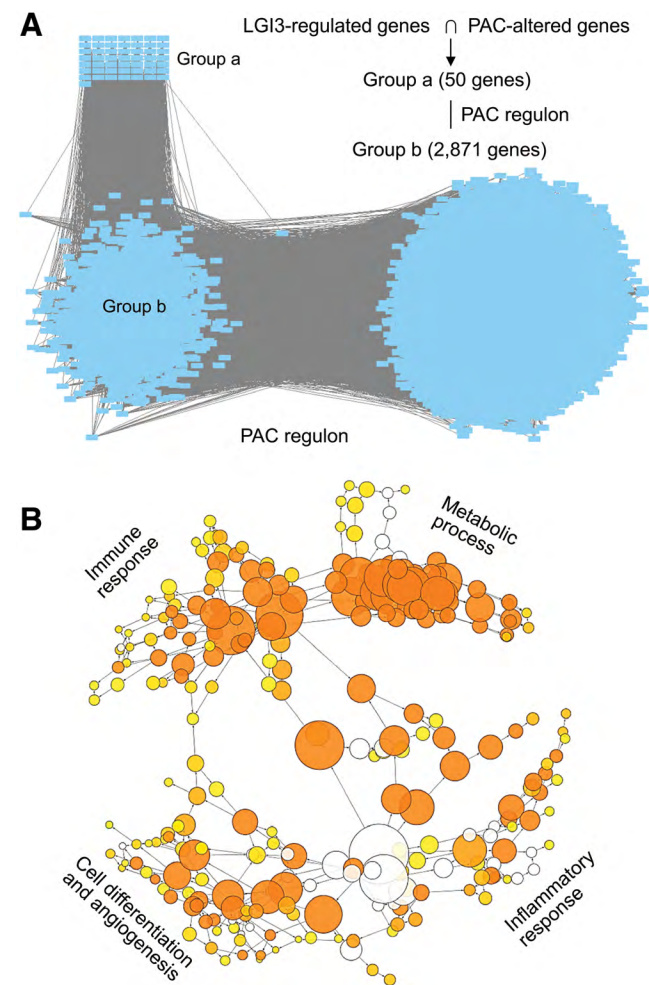 A
LGI3-regulated genes ∩ PAC-altered genes
Group a
Group a (50 genes)
PAC regulon
Group b (2,871 genes)
Group b
PAC regulon
B
Immune
response
Metabolic
process
Cell differentiation
and angiogenesis
Inflammatory
response